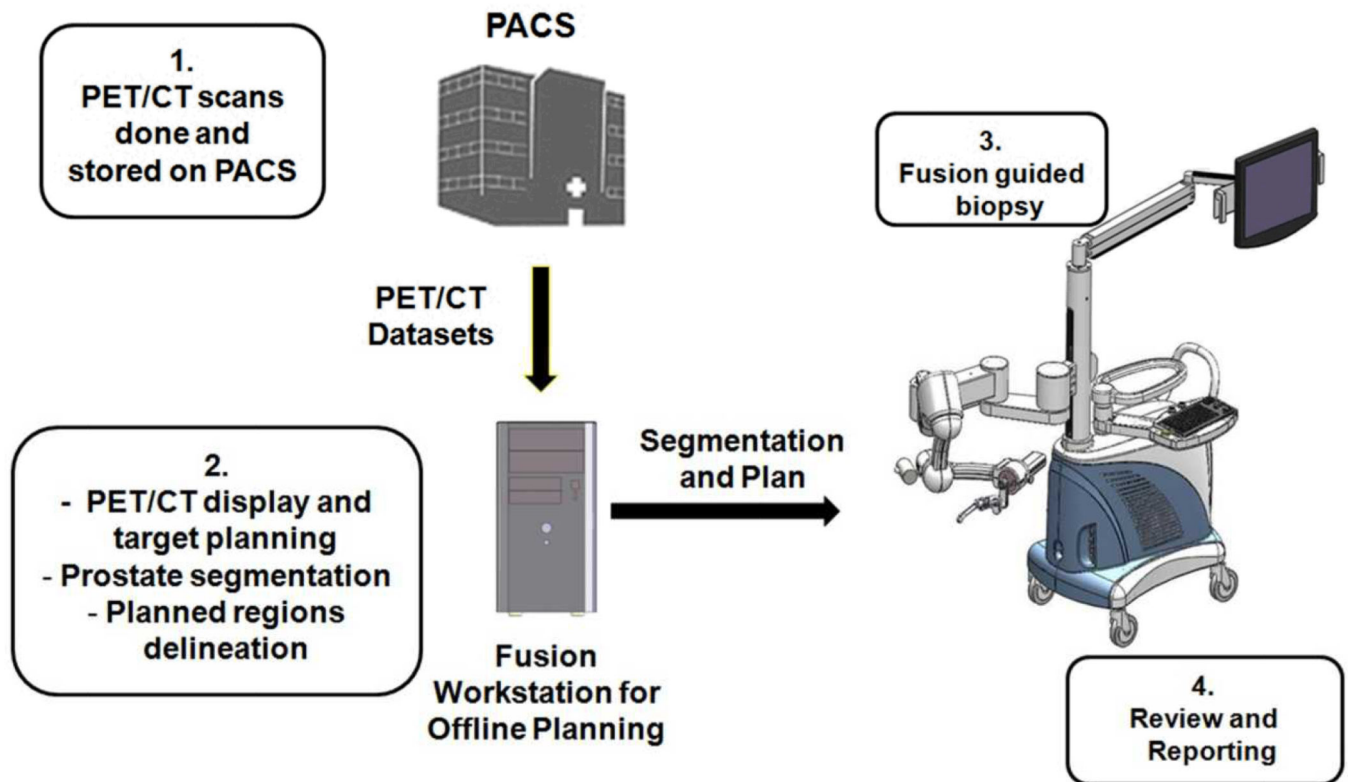 1.
PET/CT scans
done and
stored on PACS
PACS
PET/CT
Datasets
2.
- PET/CT display and
target planning
- Prostate segmentation
- Planned regions
delineation
Fusion
Workstation for
Offline Planning
Segmentation
and Plan
3.
Fusion guided
biopsy
4.
Review and
Reporting